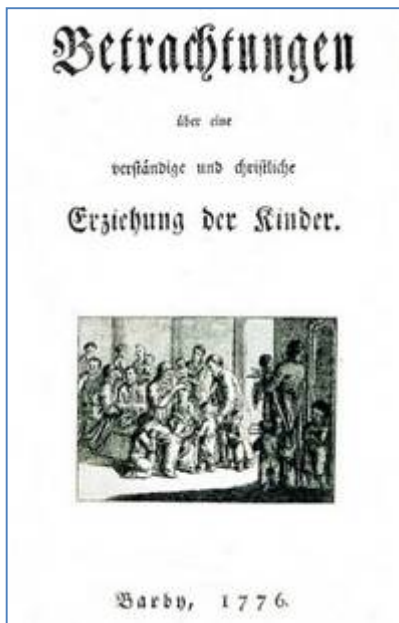 Betrachtungen
über eine
verständige und christliche
Erziehung der Kinder.
Barby, 1776.